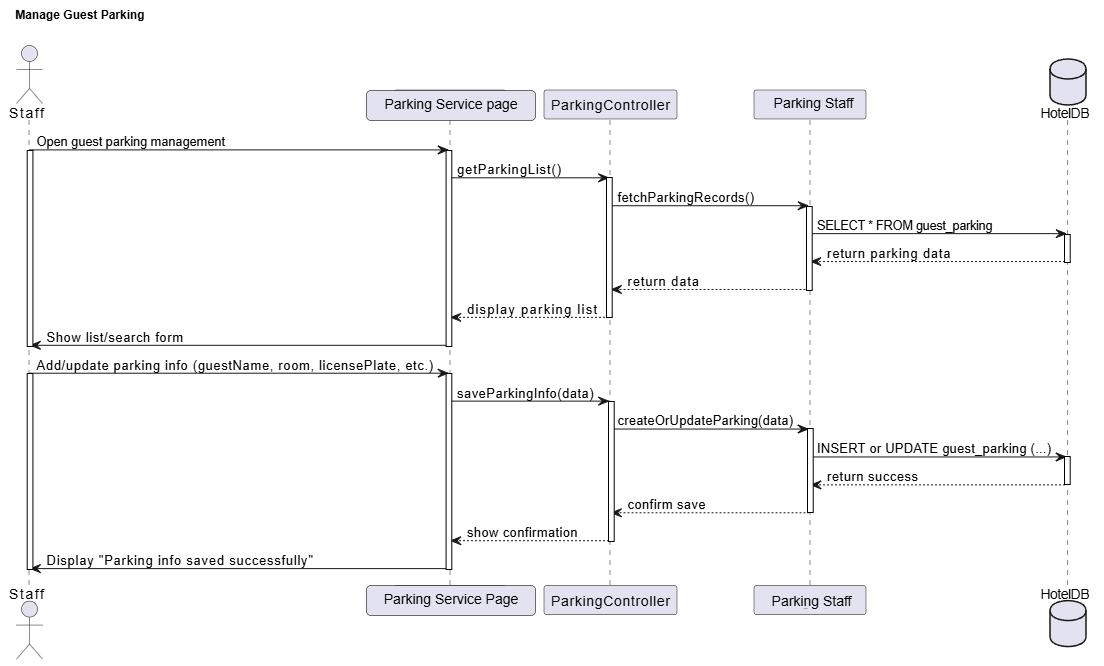 Manage Guest Parking
Staff
Parking Service page
ParkingController
Parking Staff
HotelDB
Open guest parking management
getParkingList()
fetchParkingRecords()
SELECT * FROM guest_parking
return parking data
return data
display parking list
Show list/search form
Add/update parking info (guestName, room, licensePlate, etc.)
saveParkingInfo(data)
createOrUpdateParking(data)
INSERT or UPDATE guest_parking (...)
return success
confirm save
show confirmation
Display "Parking info saved successfully"
Staff
Parking Service Page
ParkingController
Parking Staff
HotelDB